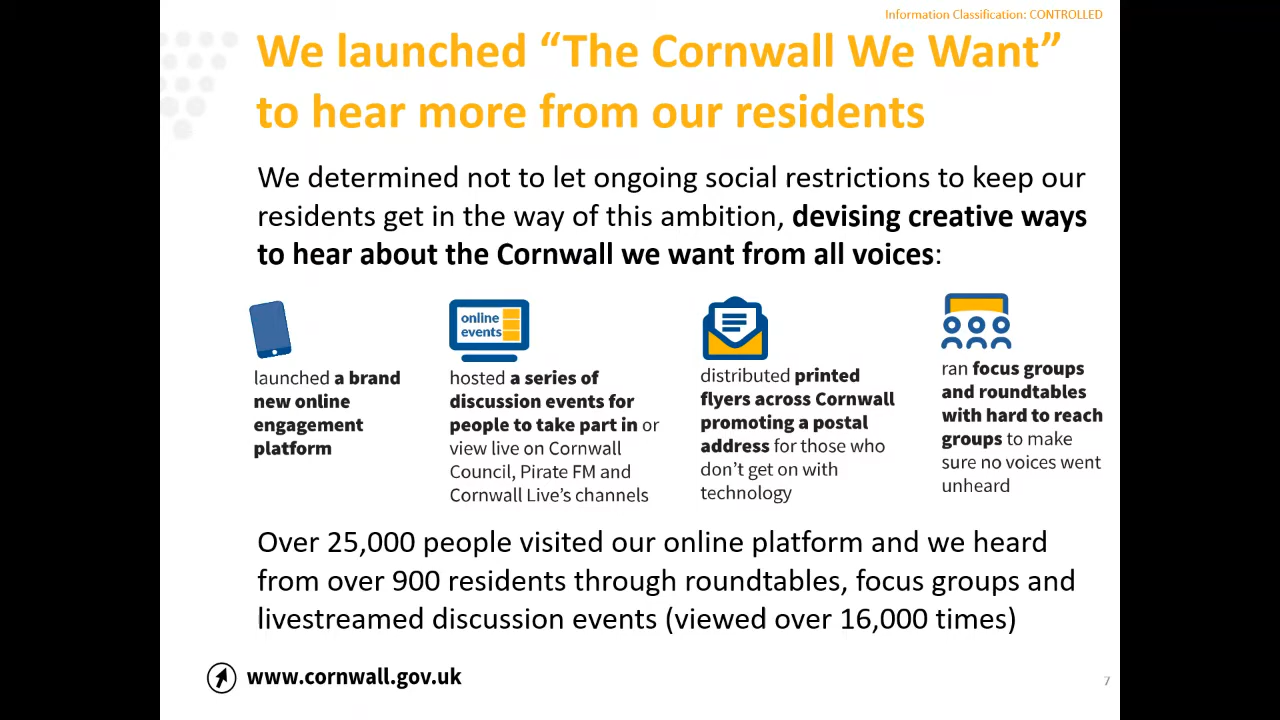 Information Classification: CONTROLLED
We launched “The Cornwall We Want”
to hear more from our residents
We determined not to let ongoing social restrictions to keep our
residents get in the way of this ambition, devising creative ways
to hear about the Cornwall we want from all voices:
launched a brand
new online
engagement
platform
online
events
hosted a series of
discussion events for
people to take part in or
view live on Cornwall
Council, Pirate FM and
Cornwall Live’s channels
distributed printed
flyers across Cornwall
promoting a postal
address for those who
don’t get on with
technology
ran focus groups
and roundtables
with hard to reach
groups to make
sure no voices went
unheard
Over 25,000 people visited our online platform and we heard
from over 900 residents through roundtables, focus groups and
livestreamed discussion events (viewed over 16,000 times)
www.cornwall.gov.uk
7